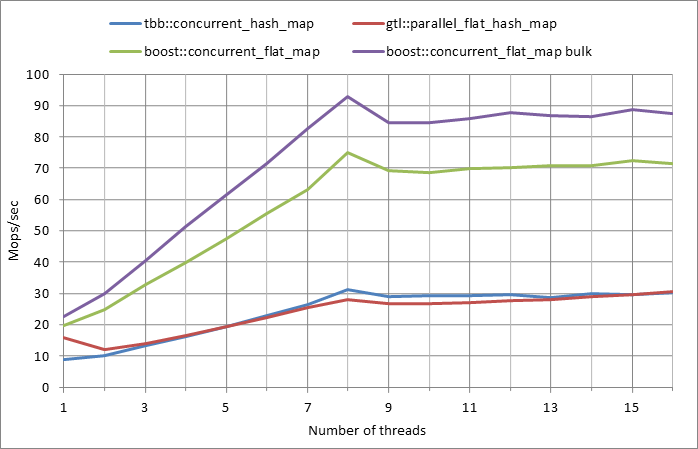 tbb::concurrent_hash_map gtl::parallel_flat_hash_map
boost::concurrent_flat_map boost::concurrent_flat_map bulk
100
90
80
70
60
50
40
30
20
10
0
Mops/sec
1 3 5 7 9 11 13 15
Number of threads